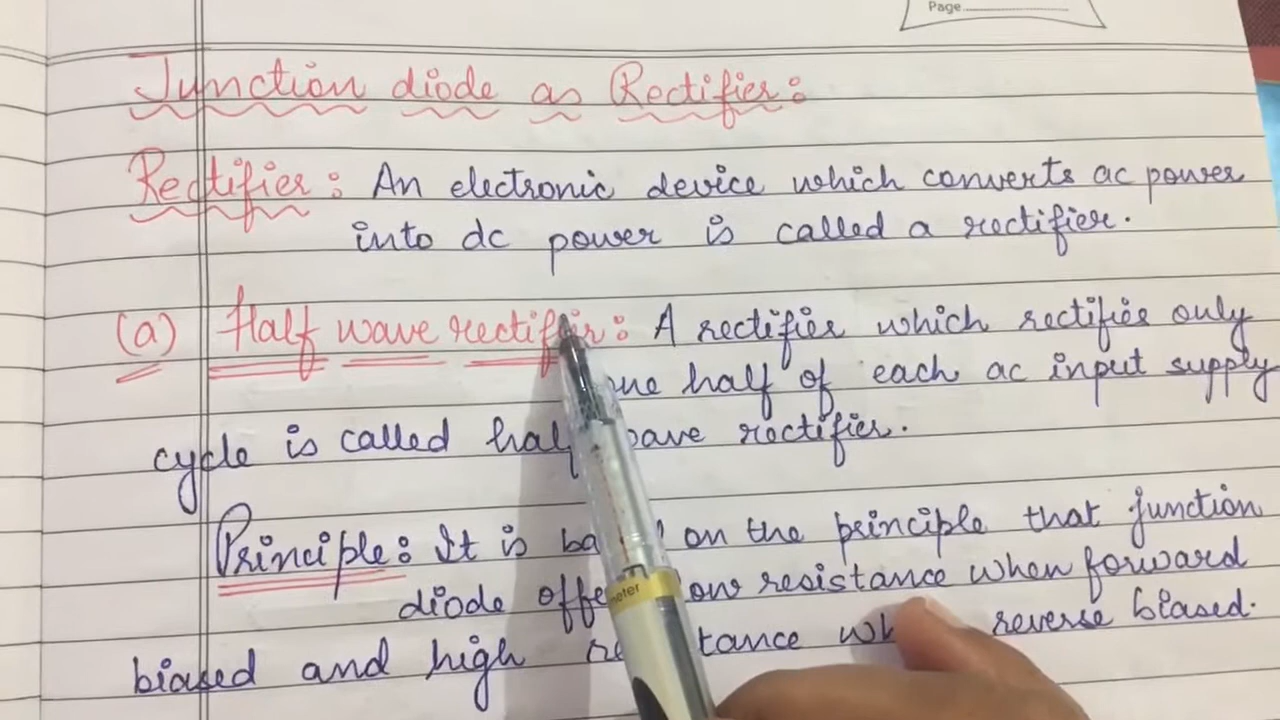 Page
Junction diode as Rectifier:
Rectifier: An electronic device which converts ac power
into dc power is called a rectifier.
(a) Half wave rectifier: A rectifier which rectifies only
half of each ac input supply
cycle is called half wave rectifier.
Principle: It is on the principle that junction
diode low resistance when forward
biased and high reverse biased.